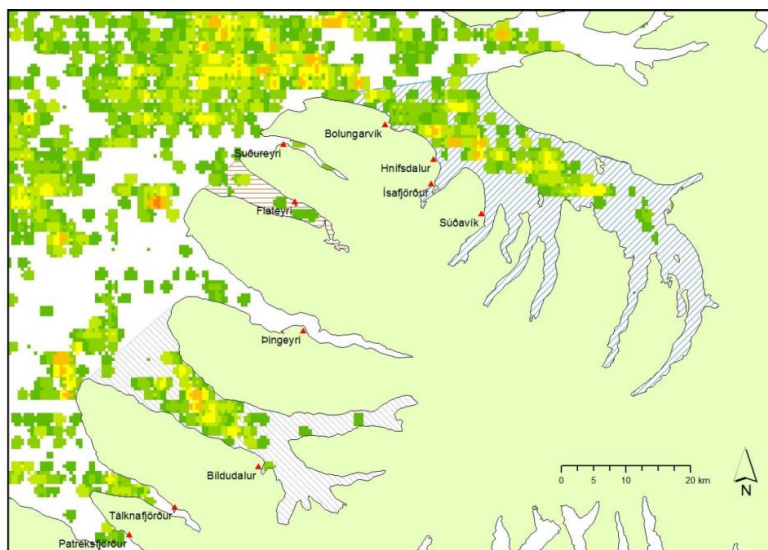 Bolungarvík
Suðureyri
Hnífsdalur
Ísafjörður
Flateyri
Súðavík
Þingeyri
Bíldudalur
0 5 10 20 km
N
Tálknafjörður
Patreksfjörður